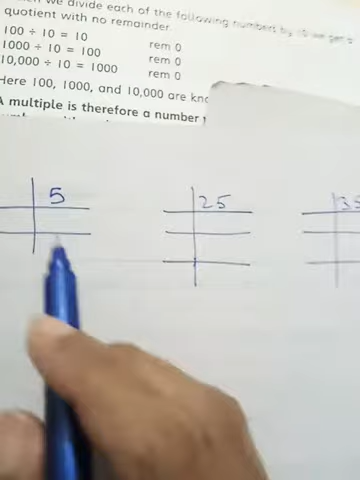 we divide each of the following numbers by 10 we get a
quotient with no remainder
100 ÷ 10 = 10 rem 0
1000 ÷ 10 = 100 rem 0
10,000 ÷ 10 = 1000 rem 0
Here 100, 1000, and 10,000 are
A multiple is therefore a number
5 25 35